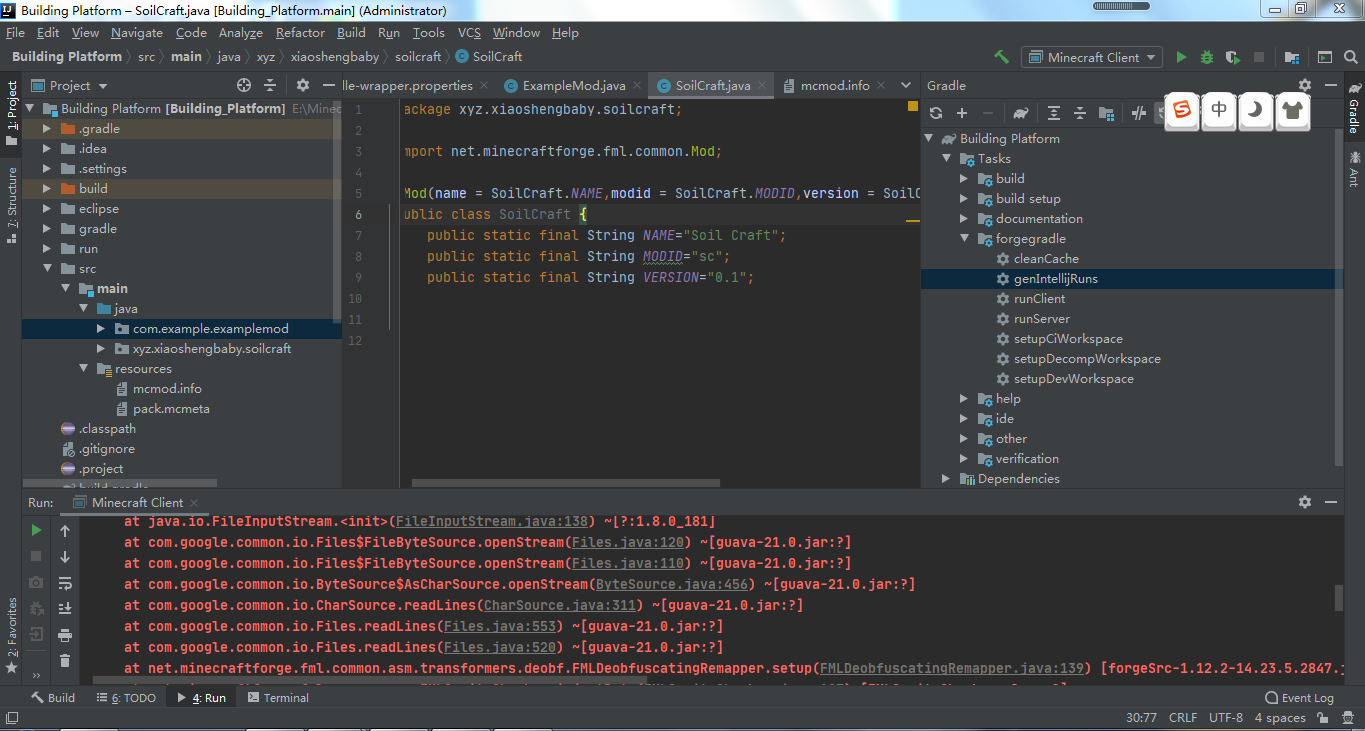 Building Platform – SoilCraft.java [Building_Platform.main] (Administrator)
File Edit View Navigate Code Analyze Refactor Build Run Tools VCS Window Help
Building Platform src main java xyz xiaoshengbaby soilcraft SoilCraft
Minecraft Client
Project
lle-wrapper.properties ExampleMod.java SoilCraft.java mcmod.info
Gradle
1: Project
7: Structure
2: Favorites
Building Platform [Building_Platform] E:\Minec
.gradle
.idea
.settings
build
eclipse
gradle
run
src
main
java
com.example.examplemod
xyz.xiaoshengbaby.soilcraft
resources
mcmod.info
pack.mcmeta
.classpath
.gitignore
.project
build.gradle
1 ackage xyz.xiaoshengbaby.soilcraft;
2
3 mport net.minecraftforge.fml.common.Mod;
4
5 Mod(name = SoilCraft.NAME,modid = SoilCraft.MODID,version = SoilC
6 ublic class SoilCraft {
7 public static final String NAME="Soil Craft";
8 public static final String MODID="sc";
9 public static final String VERSION="0.1";
10
11
12
中
Building Platform
Tasks
build
build setup
documentation
forgegradle
cleanCache
genIntellijRuns
runClient
runServer
setupCiWorkspace
setupDecompWorkspace
setupDevWorkspace
help
ide
other
verification
Dependencies
Gradle
Ant
Run: Minecraft Client
at java.io.FileInputStream.<init>(FileInputStream.java:138) ~[?:1.8.0_181]
at com.google.common.io.Files$FileByteSource.openStream(Files.java:120) ~[guava-21.0.jar:?]
at com.google.common.io.Files$FileByteSource.openStream(Files.java:110) ~[guava-21.0.jar:?]
at com.google.common.io.ByteSource$AsCharSource.openStream(ByteSource.java:456) ~[guava-21.0.jar:?]
at com.google.common.io.CharSource.readLines(CharSource.java:311) ~[guava-21.0.jar:?]
at com.google.common.io.Files.readLines(Files.java:553) ~[guava-21.0.jar:?]
at com.google.common.io.Files.readLines(Files.java:520) ~[guava-21.0.jar:?]
at net.minecraftforge.fml.common.asm.transformers.deobf.FMLDeobfuscatingRemapper.setup(FMLDeobfuscatingRemapper.java:139) [forgeSrc-1.12.2-14.23.5.2847.j
Build 6: TODO 4: Run Terminal Event Log
30:77 CRLF UTF-8 4 spaces